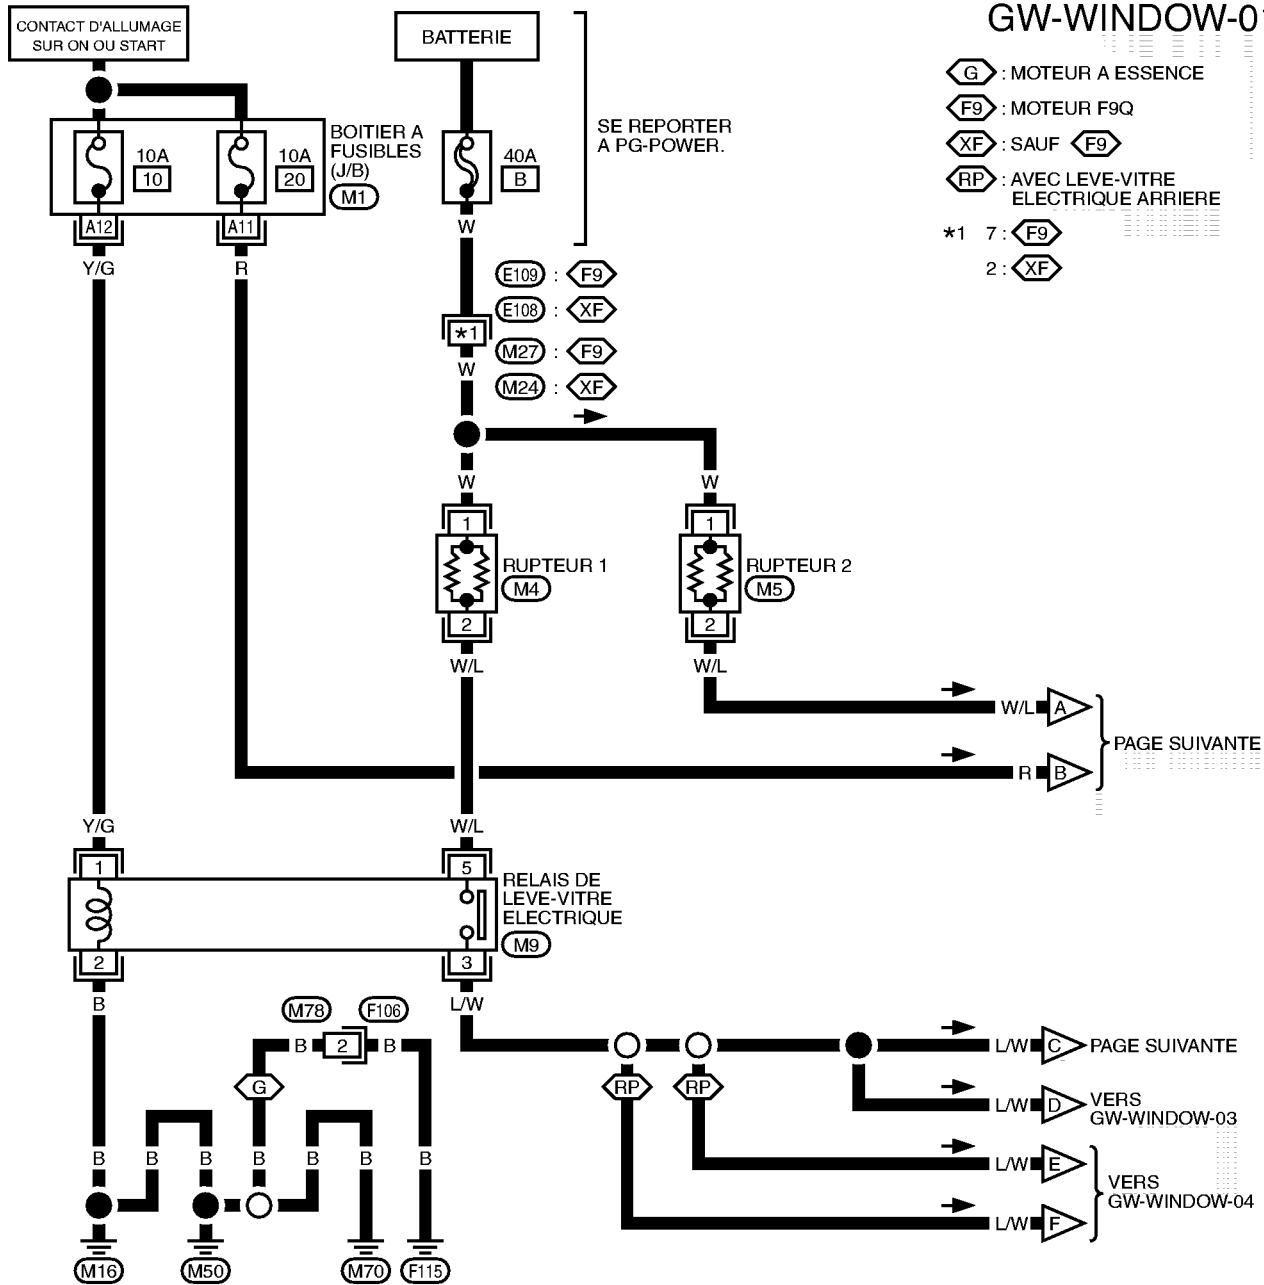 GW-WINDOW-01
CONTACT D'ALLUMAGE
SUR ON OU START
BATTERIE
G : MOTEUR A ESSENCE
F9 : MOTEUR F9Q
XF : SAUF F9
RP : AVEC LEVE-VITRE
ELECTRIQUE ARRIERE
*1 7 : F9
2 : XF
SE REPORTER
A PG-POWER.
BOITIER A
FUSIBLES
(J/B)
M1
10A
10
10A
20
40A
B
A12
A11
W
Y/G
R
E109 : F9
E108 : XF
*1
M27 : F9
W
M24 : XF
W
W
1
1
RUPTEUR 1
M4
RUPTEUR 2
M5
2
2
W/L
W/L
W/L A
PAGE SUIVANTE
R B
Y/G
W/L
1
5
RELAIS DE
LEVE-VITRE
ELECTRIQUE
M9
2
3
B
L/W
M78
F106
B 2 B
L/W C PAGE SUIVANTE
G
RP
RP
L/W D VERS
GW-WINDOW-03
B B B B B B B
L/W E
VERS
GW-WINDOW-04
L/W F
M16
M50
M70
F115